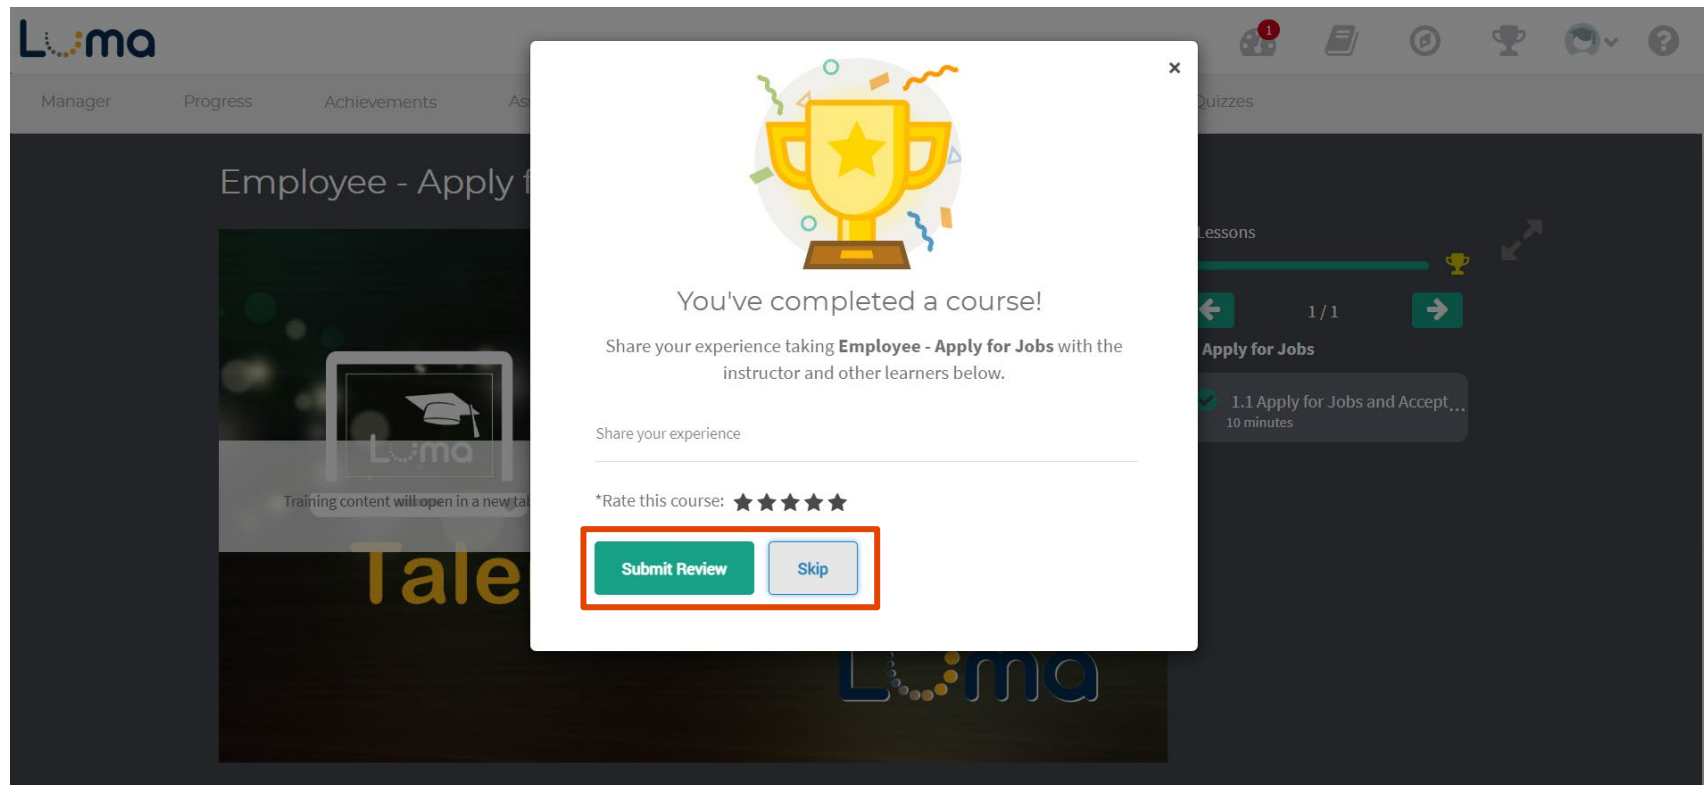 Luma
1
Manager
Progress
Achievements
Quizzes
Employee - Apply
×
You've completed a course!
Share your experience taking Employee - Apply for Jobs with the
instructor and other learners below.
Share your experience
*Rate this course:
Submit Review
Skip
Lessons
1 / 1
Apply for Jobs
1.1 Apply for Jobs and Accept...
10 minutes
Luma
Training content will open in a new
Luma